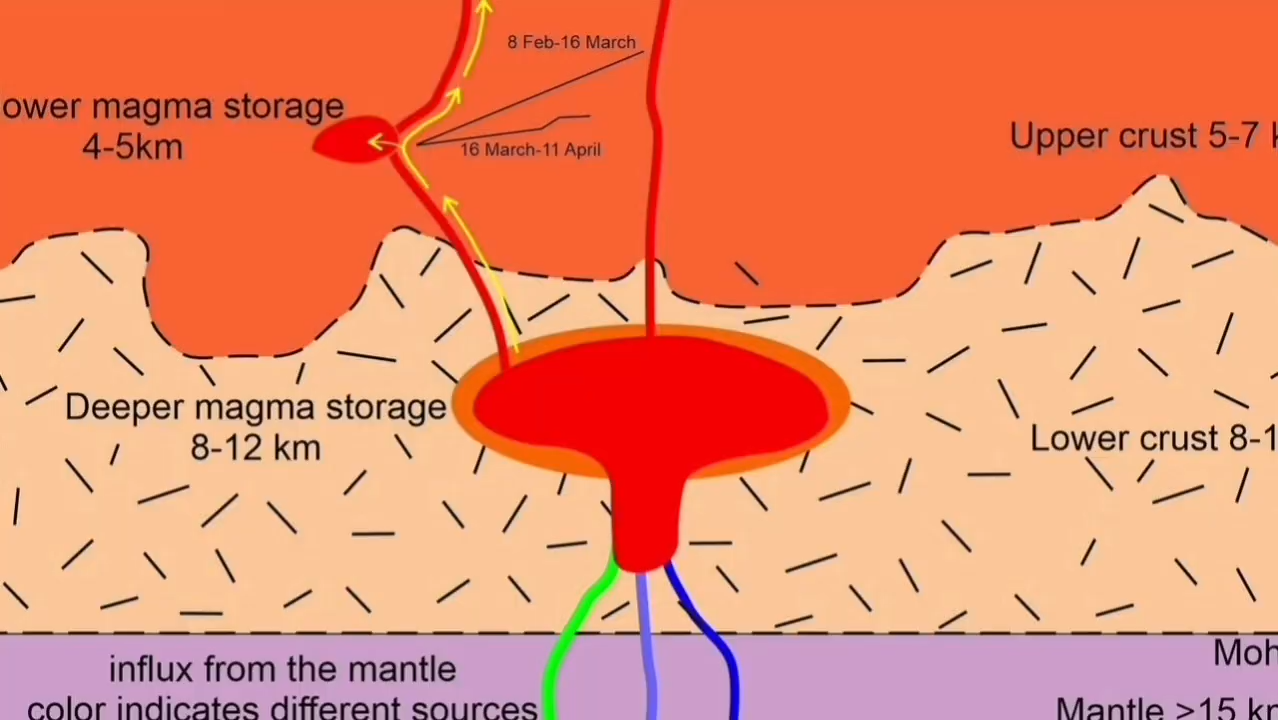 8 Feb-16 March
ower magma storage
4-5km
16 March-11 April
Upper crust 5-7
Deeper magma storage
8-12 km
Lower crust 8-1
Moh
influx from the mantle
color indicates different sources
Mantle >15 km